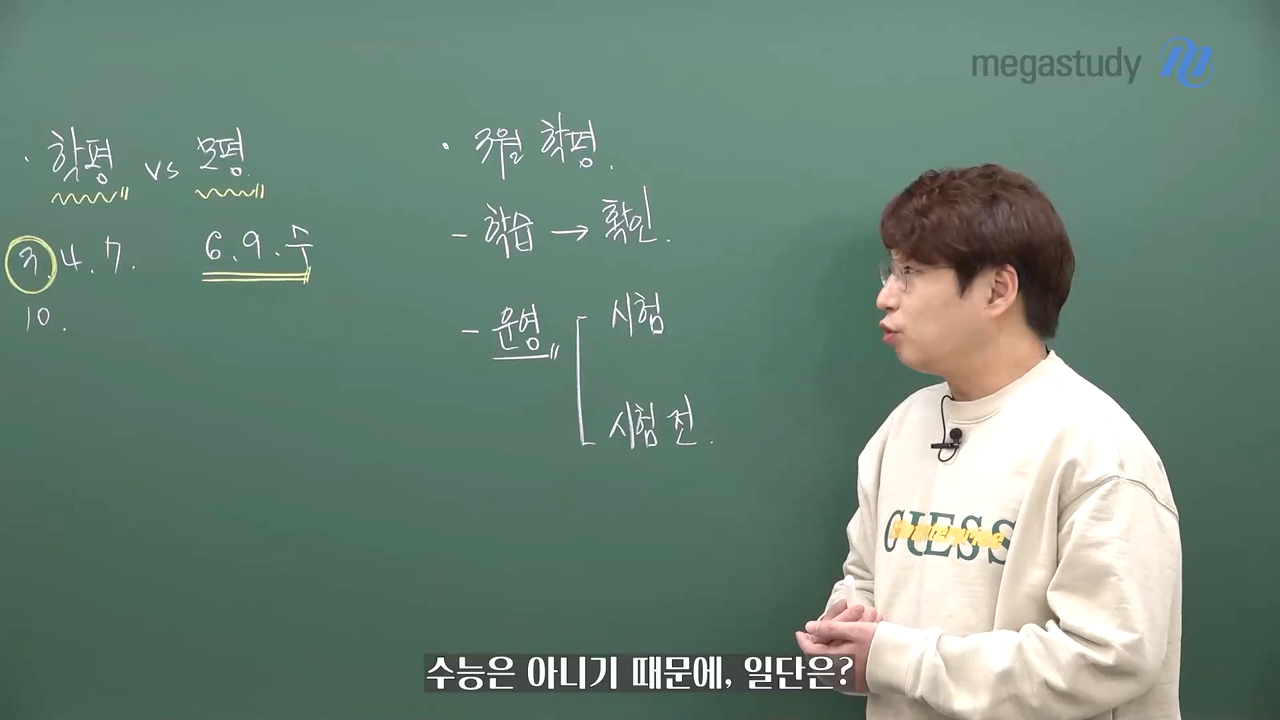 megastudy
· 학평 vs 모평
3. 4. 7.
10.
6. 9. 수
· 3월 학평.
- 학습 → 확인.
- 운영
시험
시험 전.
GUESS
수능은 아니기 때문에, 일단은?